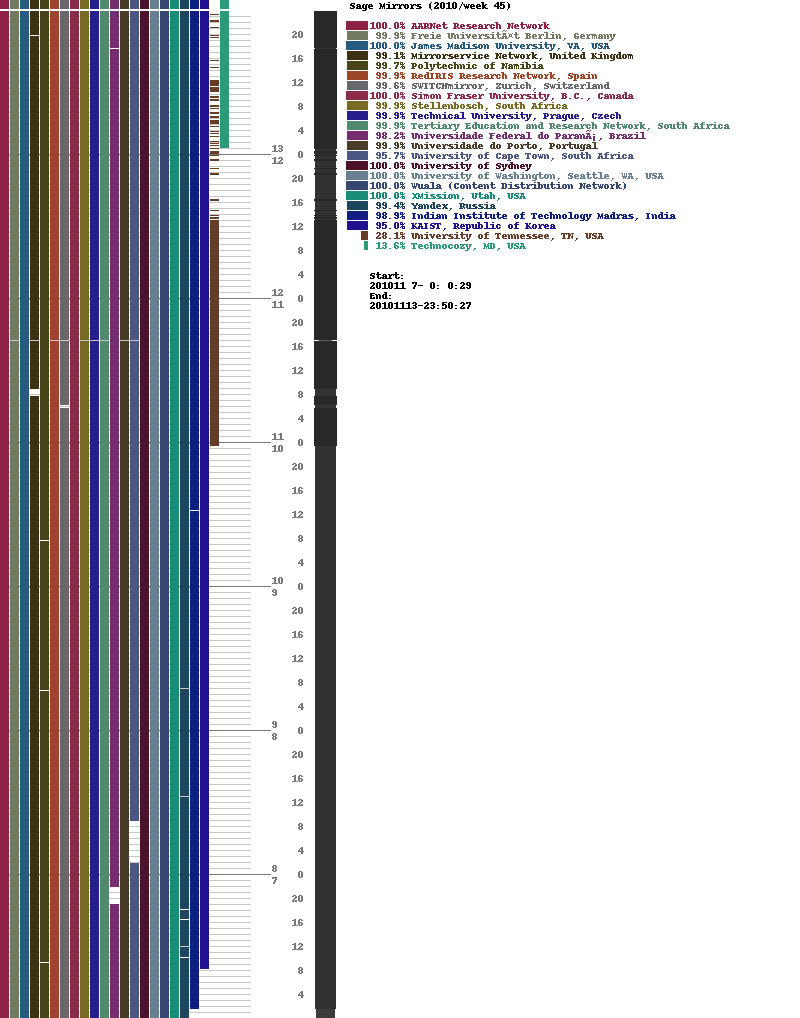 Sage Mirrors (2010/week 45)
100.0% AARNet Research Network
99.9% Freie UniversitÃ×t Berlin, Germany
100.0% James Madison University, VA, USA
99.1% Mirrorservice Network, United Kingdom
99.7% Polytechnic of Namibia
99.9% RedIRIS Research Network, Spain
99.6% SWITCHmirror, Zurich, Switzerland
100.0% Simon Fraser University, B.C., Canada
99.9% Stellenbosch, South Africa
99.9% Technical University, Prague, Czech
99.9% Tertiary Education and Research Network, South Africa
98.2% Universidade Federal do ParanÃ¡, Brazil
99.9% Universidade do Porto, Portugal
95.7% University of Cape Town, South Africa
100.0% University of Sydney
100.0% University of Washington, Seattle, WA, USA
100.0% Wuala (Content Distribution Network)
100.0% XMission, Utah, USA
99.4% Yandex, Russia
98.9% Indian Institute of Technology Madras, India
95.0% KAIST, Republic of Korea
28.1% University of Tennessee, TN, USA
13.6% Technocozy, MD, USA
Start:
201011 7- 0: 0:29
End:
20101113-23:50:27
20
16
12
8
4
13
0
12
20
16
12
8
4
12
0
11
20
16
12
8
4
11
0
10
20
16
12
8
4
10
0
9
20
16
12
8
4
9
0
8
20
16
12
8
4
8
0
7
20
16
12
8
4